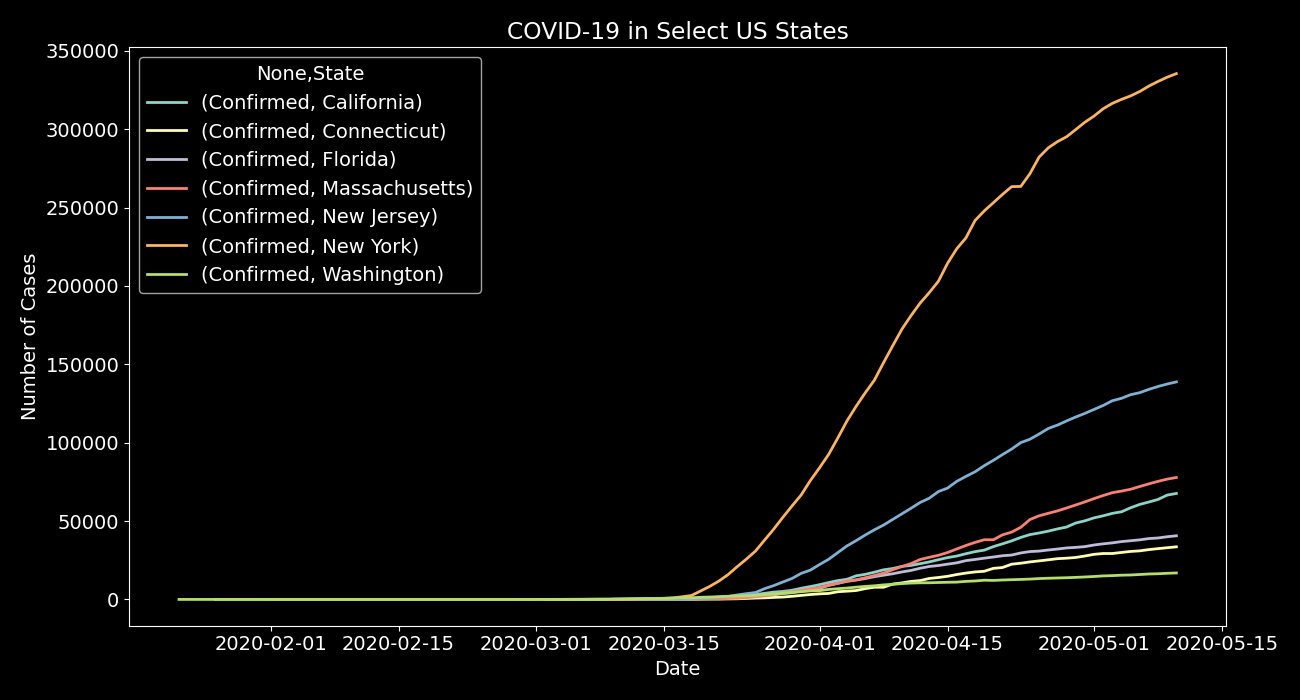 COVID-19 in Select US States
350000
300000
250000
200000
150000
100000
50000
0
Number of Cases
None,State
(Confirmed, California)
(Confirmed, Connecticut)
(Confirmed, Florida)
(Confirmed, Massachusetts)
(Confirmed, New Jersey)
(Confirmed, New York)
(Confirmed, Washington)
2020-02-01 2020-02-15 2020-03-01 2020-03-15 2020-04-01 2020-04-15 2020-05-01 2020-05-15
Date